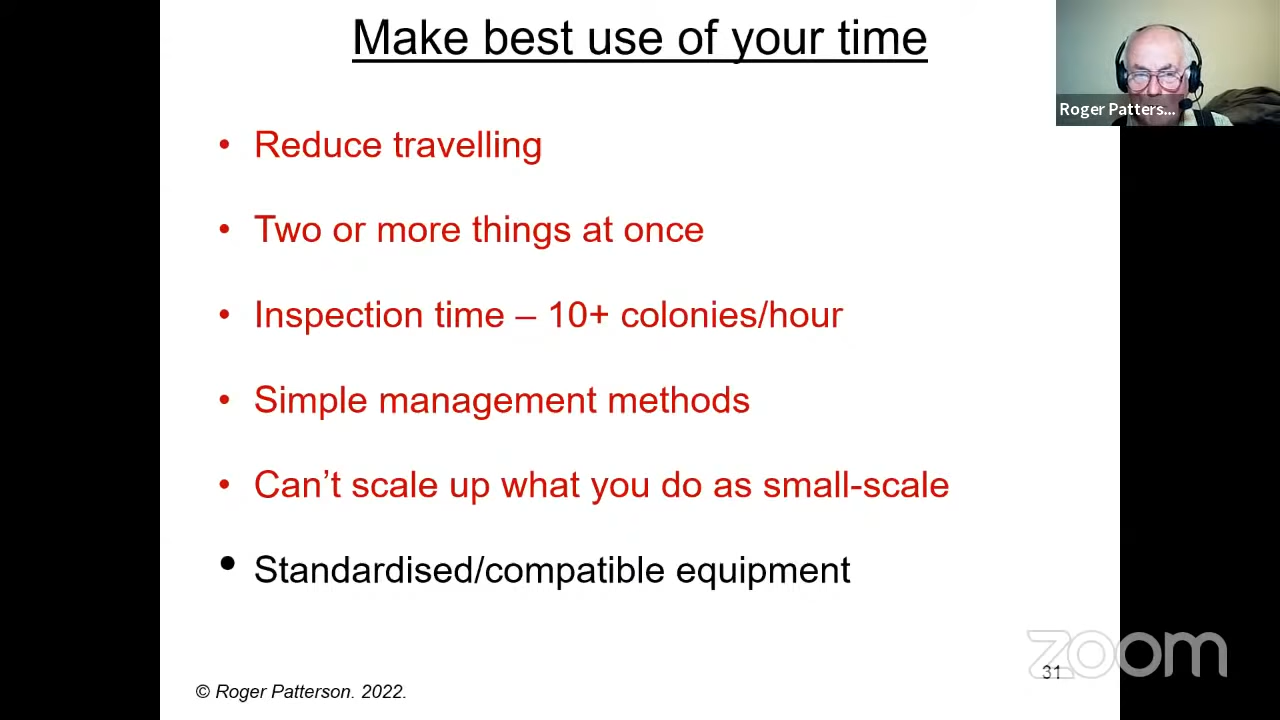 Make best use of your time
Roger Patters...
• Reduce travelling
• Two or more things at once
• Inspection time – 10+ colonies/hour
• Simple management methods
• Can’t scale up what you do as small-scale
• Standardised/compatible equipment
zoom
31
© Roger Patterson. 2022.